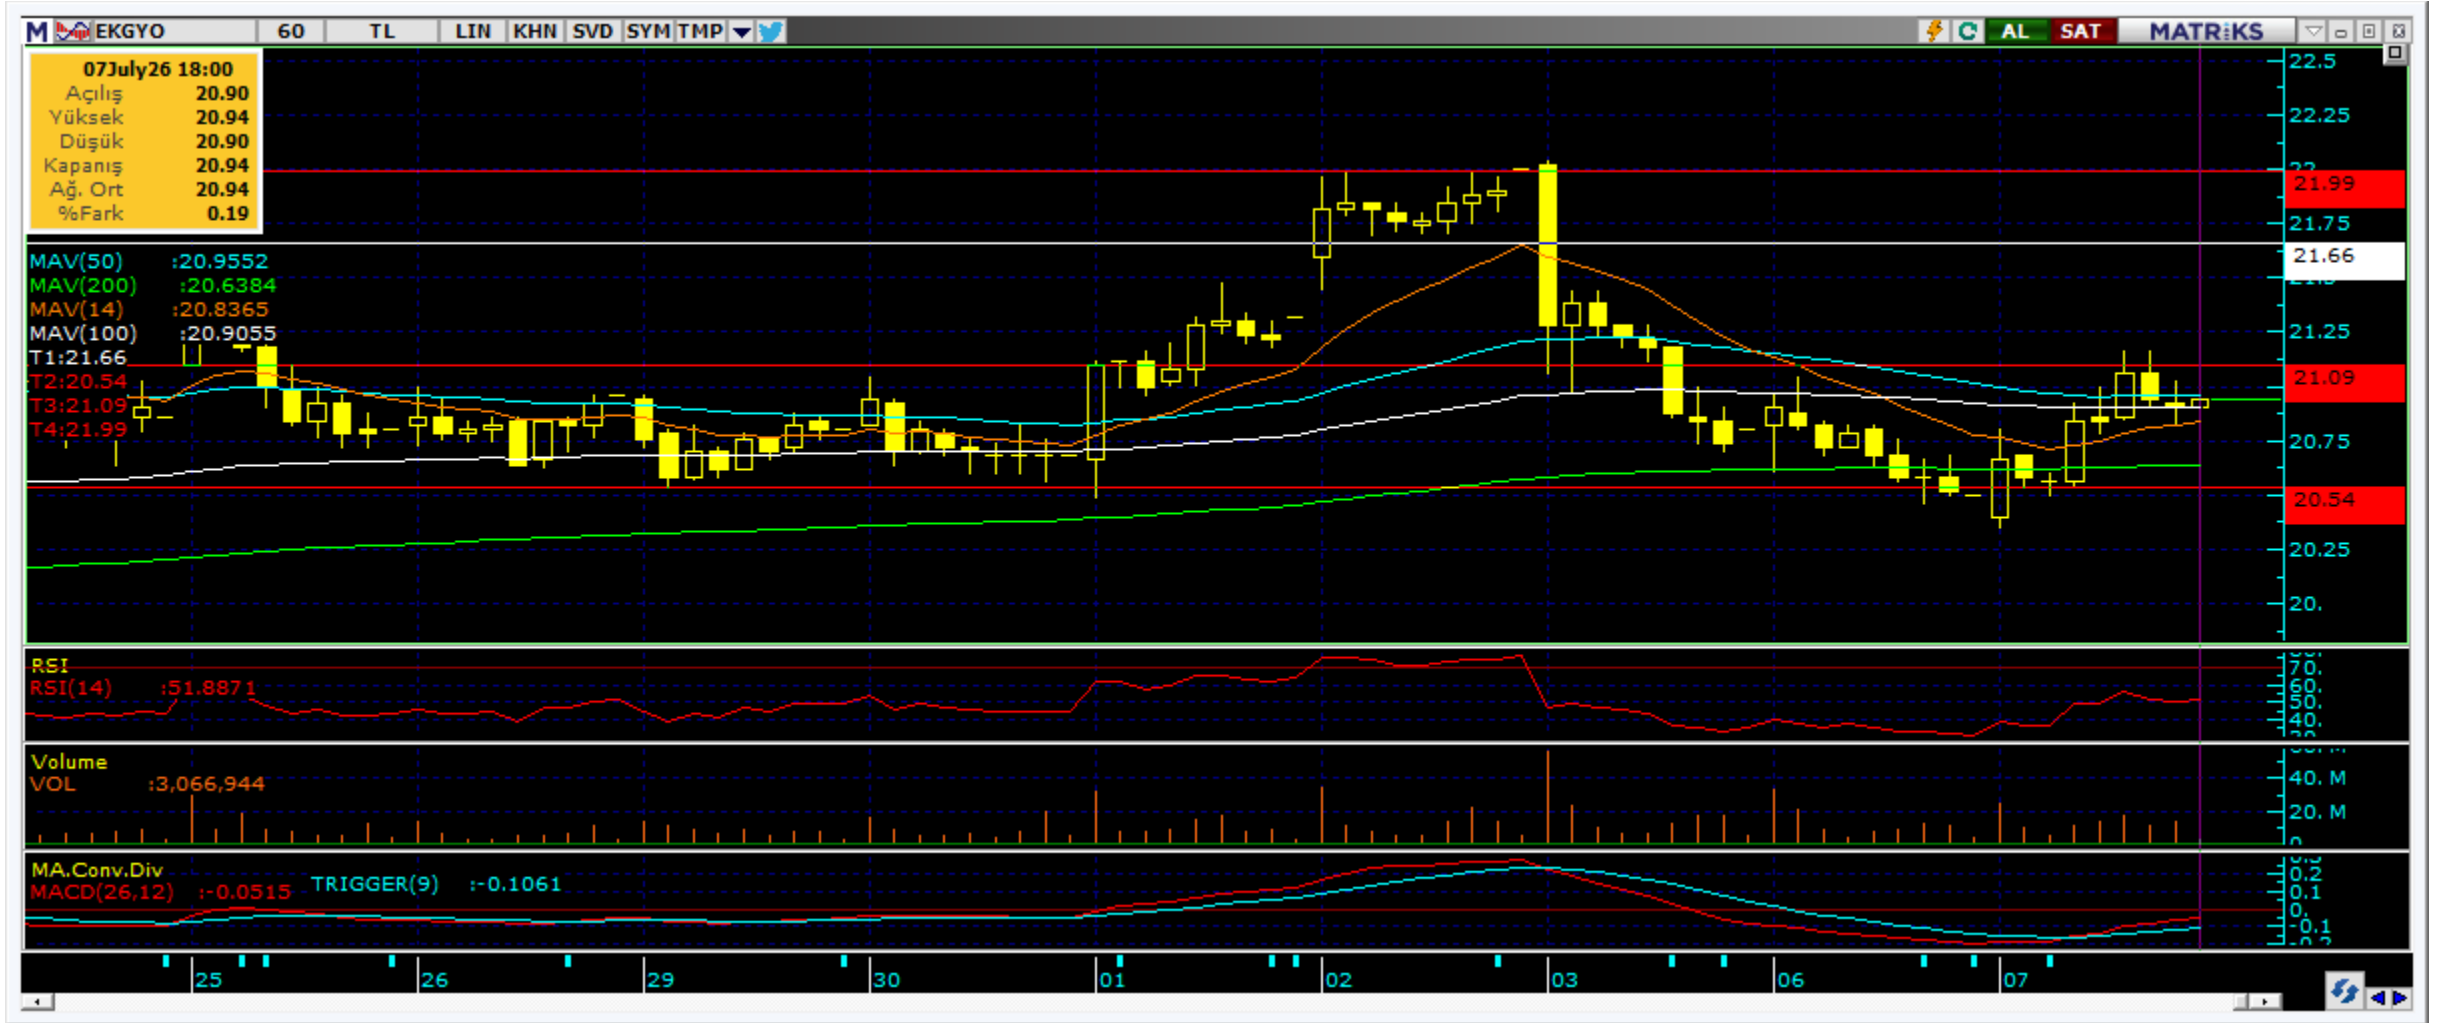 M EKGYO 60 TL LIN KHN SVD SYM TMP AL SAT MATRiKS
07July26 18:00
Açılış 20.90
Yüksek 20.94
Düşük 20.90
Kapanış 20.94
Ağ. Ort 20.94
%Fark 0.19
MAV(50) :20.9552
MAV(200) :20.6384
MAV(14) :20.8365
MAV(100) :20.9055
T1:21.66
T2:20.54
T3:21.09
T4:21.99
22.5
22.25
21.99
21.75
21.66
21.25
21.09
20.75
20.54
20.25
20.
RSI
RSI(14) :51.8871
70.
60.
50.
40.
Volume
VOL :3,066,944
40. M
20. M
MA.Conv.Div
MACD(26,12) :-0.0515 TRIGGER(9) :-0.1061
0.2
0.1
0.
-0.1
25 26 29 30 01 02 03 06 07